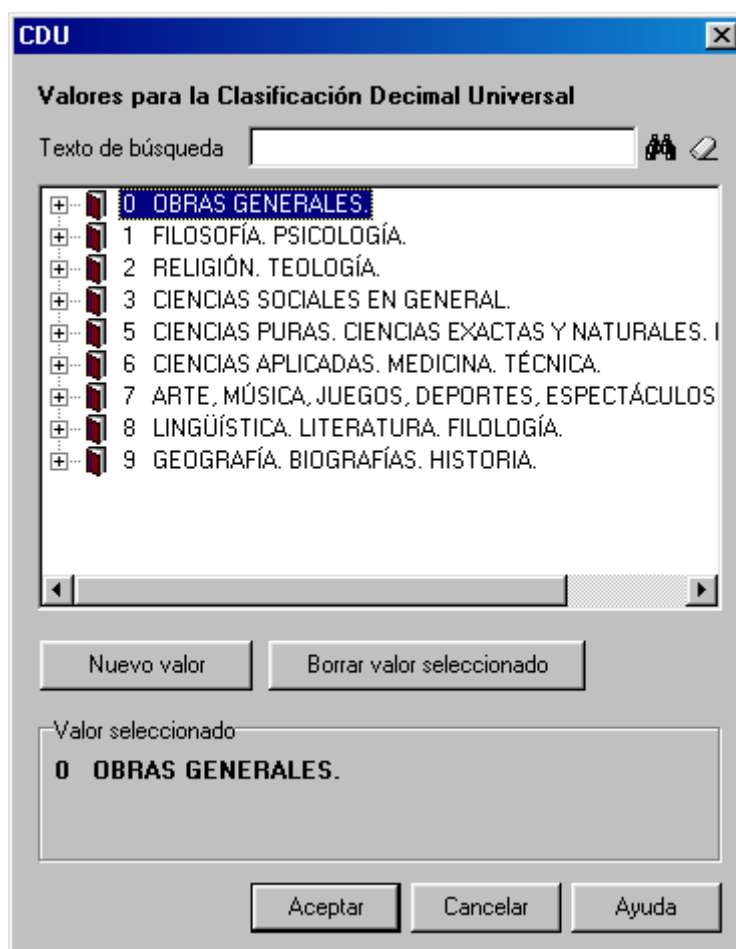 CDU
Valores para la Clasificación Decimal Universal
Texto de búsqueda
0 OBRAS GENERALES.
1 FILOSOFÍA. PSICOLOGÍA.
2 RELIGIÓN. TEOLOGÍA.
3 CIENCIAS SOCIALES EN GENERAL.
5 CIENCIAS PURAS. CIENCIAS EXACTAS Y NATURALES.
6 CIENCIAS APLICADAS. MEDICINA. TÉCNICA.
7 ARTE, MÚSICA, JUEGOS, DEPORTES, ESPECTÁCULOS
8 LINGÜÍSTICA. LITERATURA. FILOLOGÍA.
9 GEOGRAFÍA. BIOGRAFÍAS. HISTORIA.
Nuevo valor Borrar valor seleccionado
Valor seleccionado
0 OBRAS GENERALES.
Aceptar Cancelar Ayuda